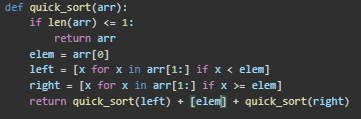 def quick_sort(arr):
    if len(arr) <= 1:
        return arr
    elem = arr[0]
    left = [x for x in arr[1:] if x < elem]
    right = [x for x in arr[1:] if x >= elem]
    return quick_sort(left) + [elem] + quick_sort(right)